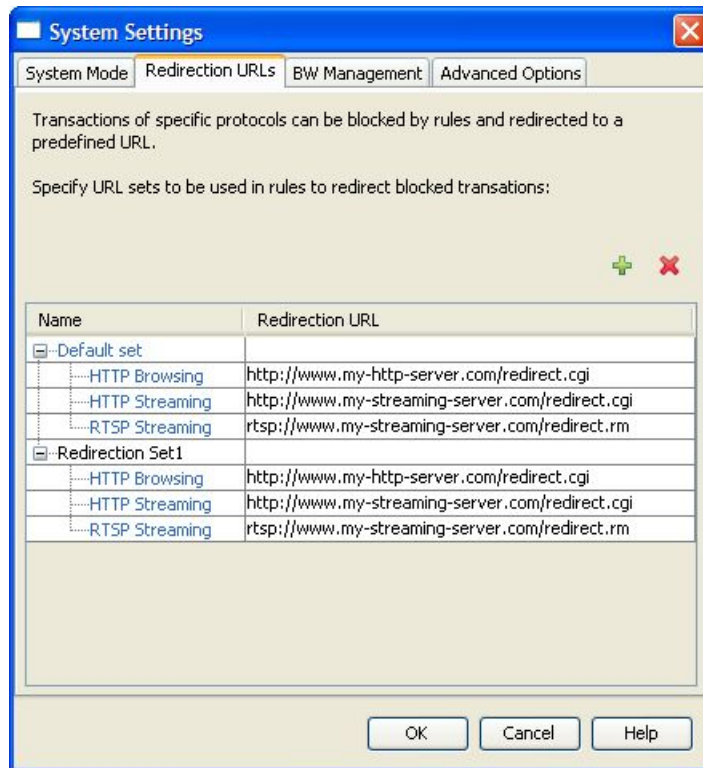 System Settings
System Mode Redirection URLs BW Management Advanced Options
Transactions of specific protocols can be blocked by rules and redirected to a
predefined URL.
Specify URL sets to be used in rules to redirect blocked transations:
Name Redirection URL
Default set
HTTP Browsing http://www.my-http-server.com/redirect.cgi
HTTP Streaming http://www.my-streaming-server.com/redirect.cgi
RTSP Streaming rtsp://www.my-streaming-server.com/redirect.rm
Redirection Set1
HTTP Browsing http://www.my-http-server.com/redirect.cgi
HTTP Streaming http://www.my-streaming-server.com/redirect.cgi
RTSP Streaming rtsp://www.my-streaming-server.com/redirect.rm
OK Cancel Help